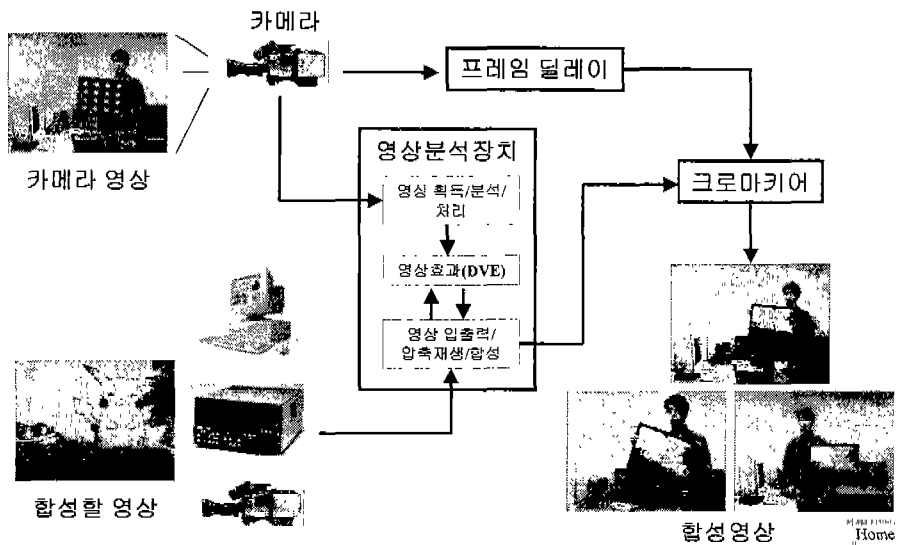 카메라
프레임 딜레이
카메라 영상
영상분석장치
영상 획득/분석/
처리
크로마키어
영상효과(DVE)
영상 입출력/
압축재생/합성
합성할 영상
합성영상
Home